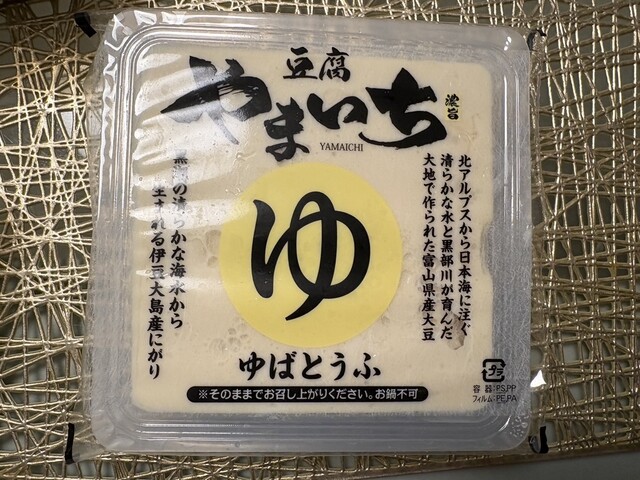 豆腐
やまいち
濃旨
YAMAICHI
北アルプスから日本海に注ぐ
清らかな水と黒部川が育んだ
大地で作られた富山県産大豆
黒潮の清らかな海水から
生まれる伊豆大島産にがり
ゆ
ゆばとうふ
※そのままでお召し上がりください。お鍋不可
プラ
容器:PS,PP
フィルム:PE,PA